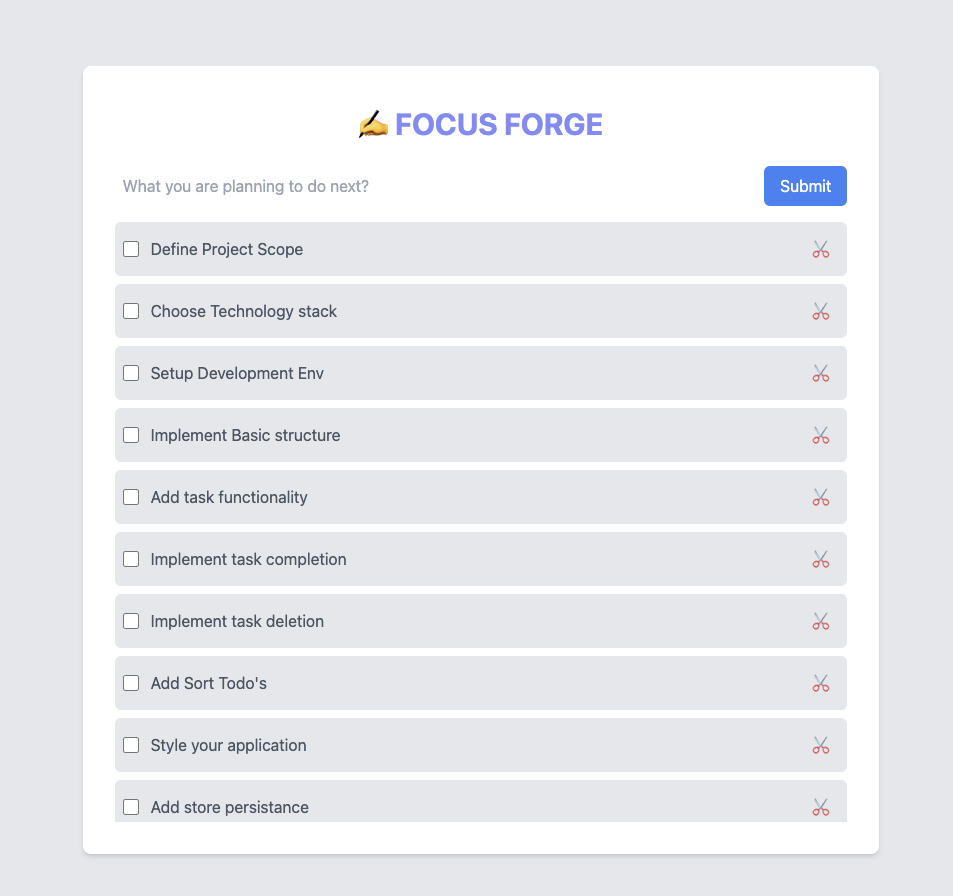 ✍️ FOCUS FORGE
What you are planning to do next?
Submit
Define Project Scope
Choose Technology stack
Setup Development Env
Implement Basic structure
Add task functionality
Implement task completion
Implement task deletion
Add Sort Todo's
Style your application
Add store persistance